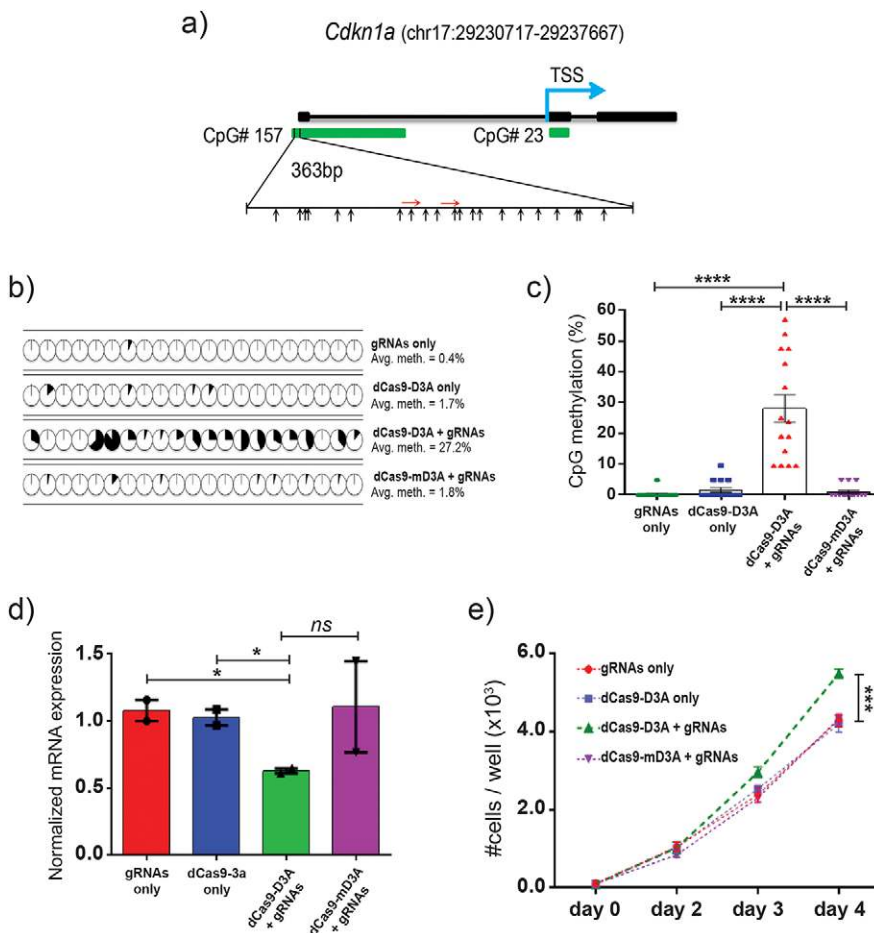 a)
Cdkn1a (chr17:29230717-29237667)
TSS
CpG# 157
CpG# 23
363bp
b)
gRNAs only
Avg. meth. = 0.4%
dCas9-D3A only
Avg. meth. = 1.7%
dCas9-D3A + gRNAs
Avg. meth. = 27.2%
dCas9-mD3A + gRNAs
Avg. meth. = 1.8%
c)
****
**** ****
CpG methylation (%)
60
50
40
30
20
10
0
gRNAs
only
dCas9-D3A
only
dCas9-D3A
+ gRNAs
dCas9-mD3A
+ gRNAs
d)
ns
*
*
Normalized mRNA expression
1.5
1.0
0.5
0.0
gRNAs
only
dCas9-3a
only
dCas9-D3A
+ gRNAs
dCas9-mD3A
+ gRNAs
e)
gRNAs only
dCas9-D3A only
dCas9-D3A + gRNAs
dCas9-mD3A + gRNAs
***
#cells / well (x10³)
6.0
4.0
2.0
0.0
day 0
day 2
day 3
day 4